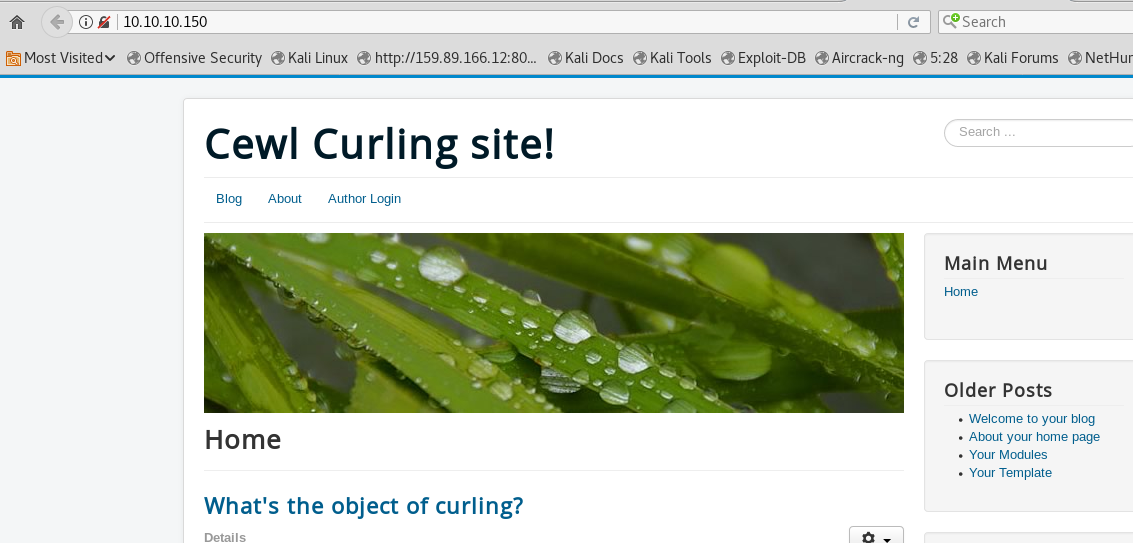 10.10.10.150
Search
Most Visited Offensive Security Kali Linux http://159.89.166.12:80... Kali Docs Kali Tools Exploit-DB Aircrack-ng 5:28 Kali Forums NetHun
Cewl Curling site!
Search ...
Blog About Author Login
Main Menu
Home
Older Posts
Welcome to your blog
About your home page
Your Modules
Your Template
Home
What's the object of curling?
Details